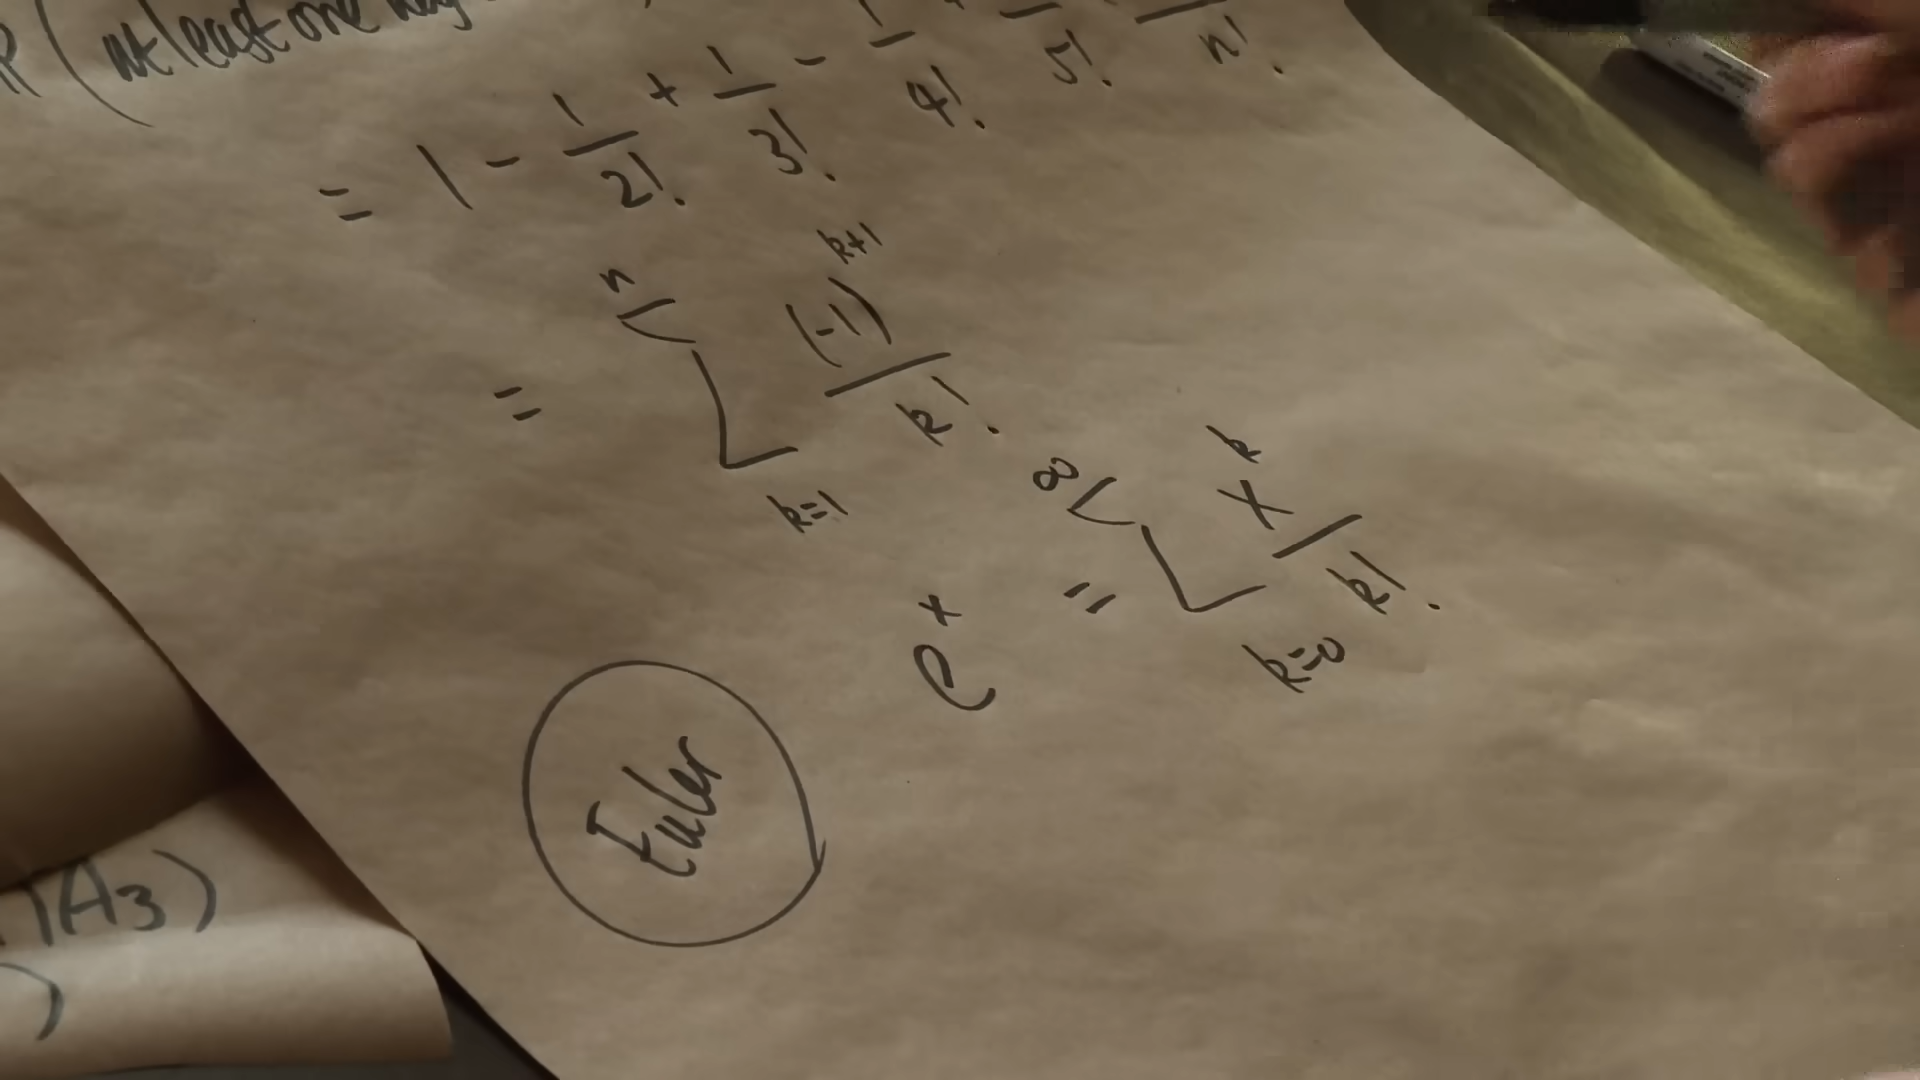 P ( at least one
= 1 - 1/2! + 1/3! - 1/4! + 1/5! 1/n!
= n ∑ k=1 (-1)^k+1 / k!
e^x = ∞ ∑ k=0 x^k / k!
Euler
A3)
)